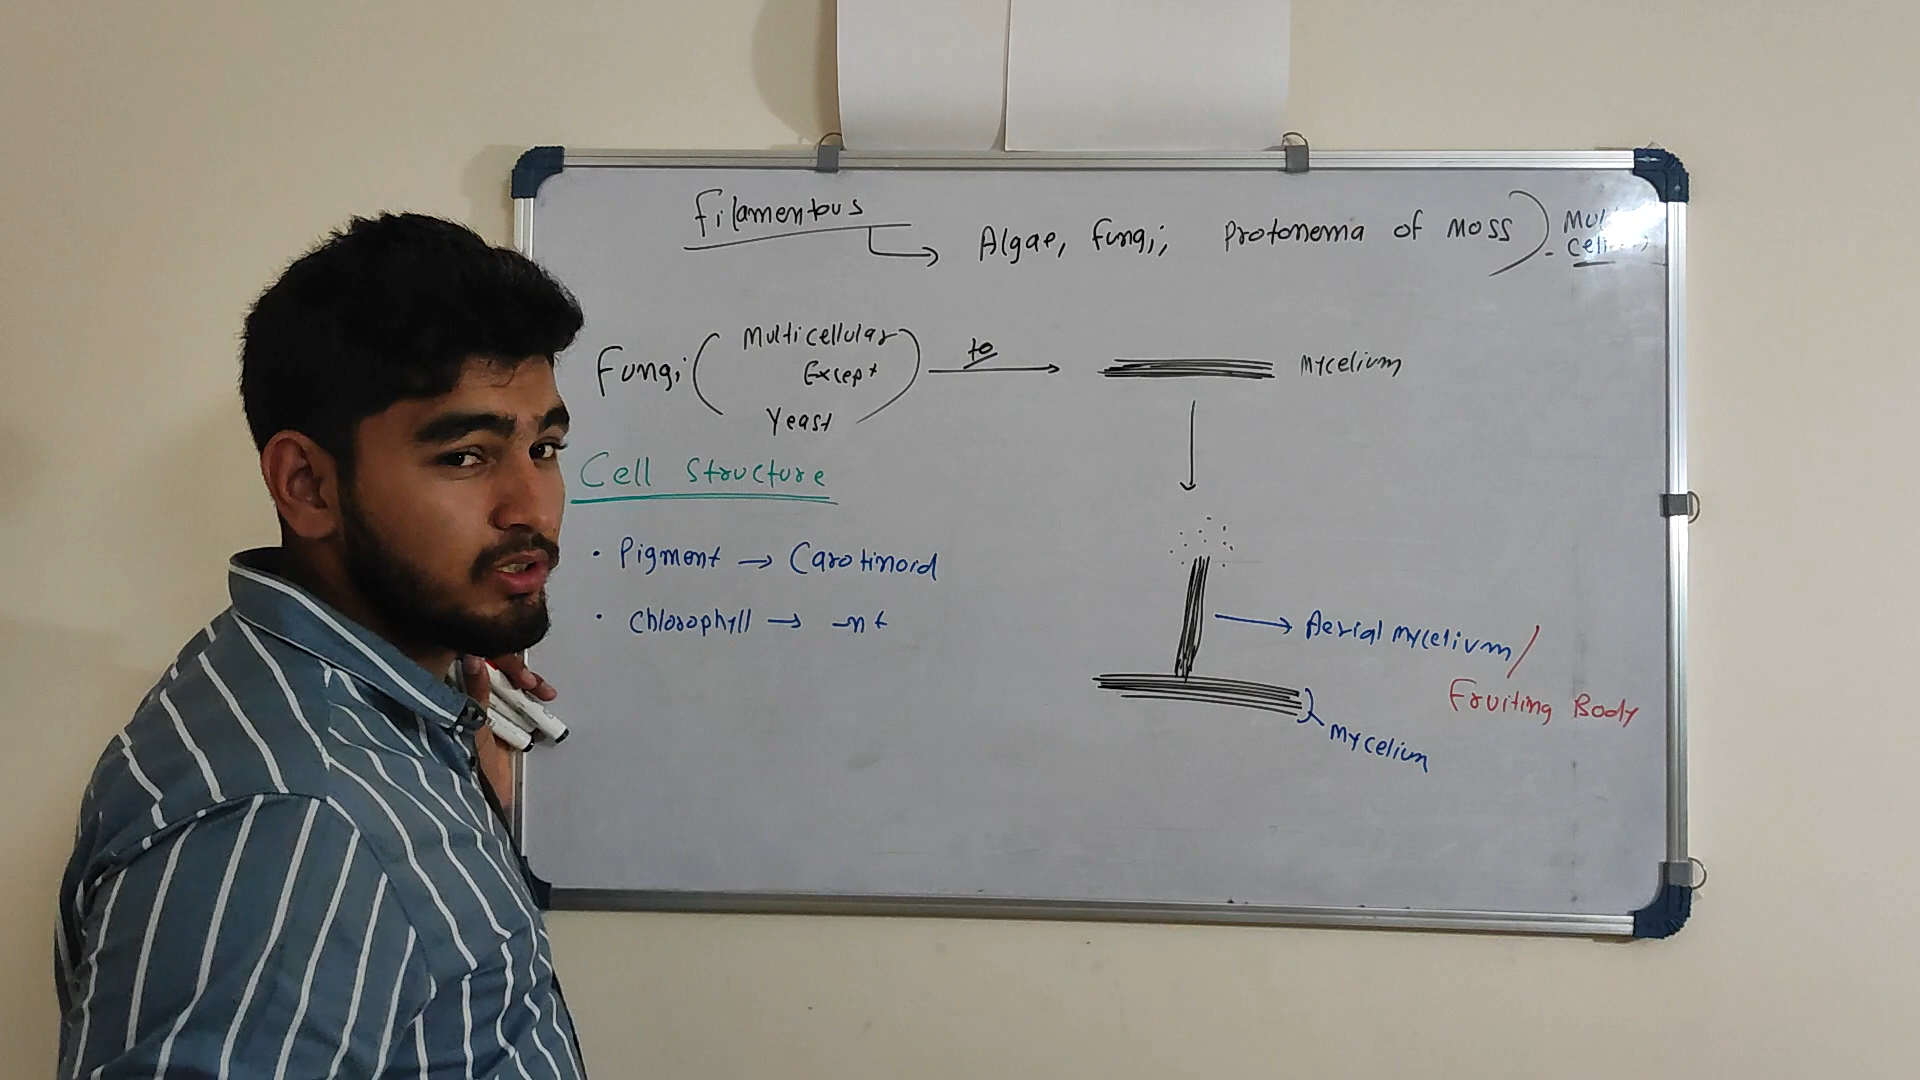 Filamentous
Algae, Fungi, Protonema of Moss
Fungi ( Multicellular
Except
Yeast ) to Mycelium
Cell Structure
• Pigment → Carotinoid
• Chlorophyll →
Aerial Mycelium /
Fruiting Body
Mycelium